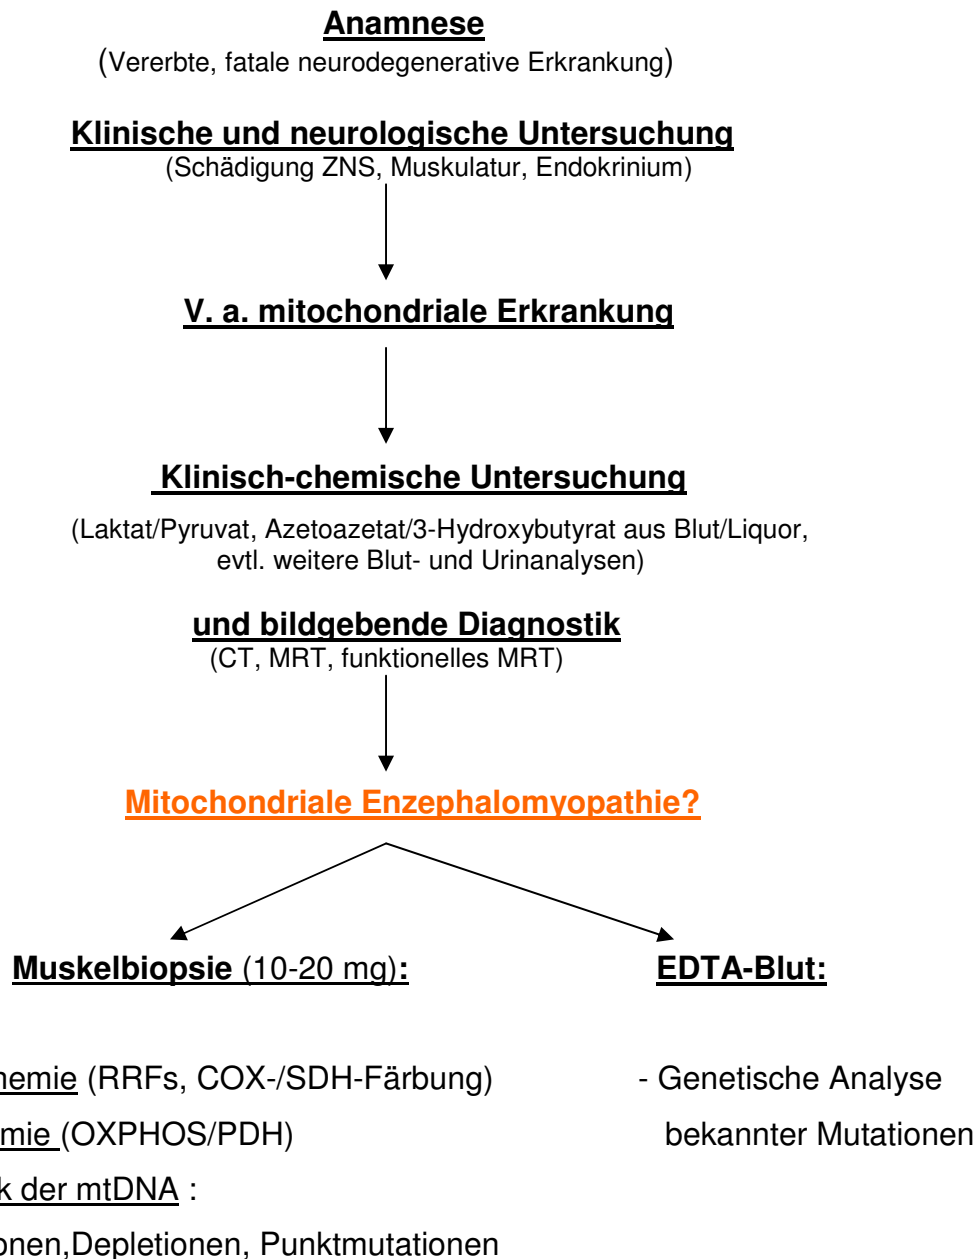 Anamnese
(Vererbte, fatale neurodegenerative Erkrankung)
Klinische und neurologische Untersuchung
(Schädigung ZNS, Muskulatur, Endokrinium)
V. a. mitochondriale Erkrankung
Klinisch-chemische Untersuchung
(Laktat/Pyruvat, Azetoazetat/3-Hydroxybutyrat aus Blut/Liquor,
evtl. weitere Blut- und Urinanalysen)
und bildgebende Diagnostik
(CT, MRT, funktionelles MRT)
Mitochondriale Enzephalomyopathie?
Muskelbiopsie (10-20 mg):
(RRFs, COX-/SDH-Färbung)
(OXPHOS/PDH)
der mtDNA :
Depletionen, Punktmutationen
EDTA-Blut:
- Genetische Analyse
bekannter Mutationen